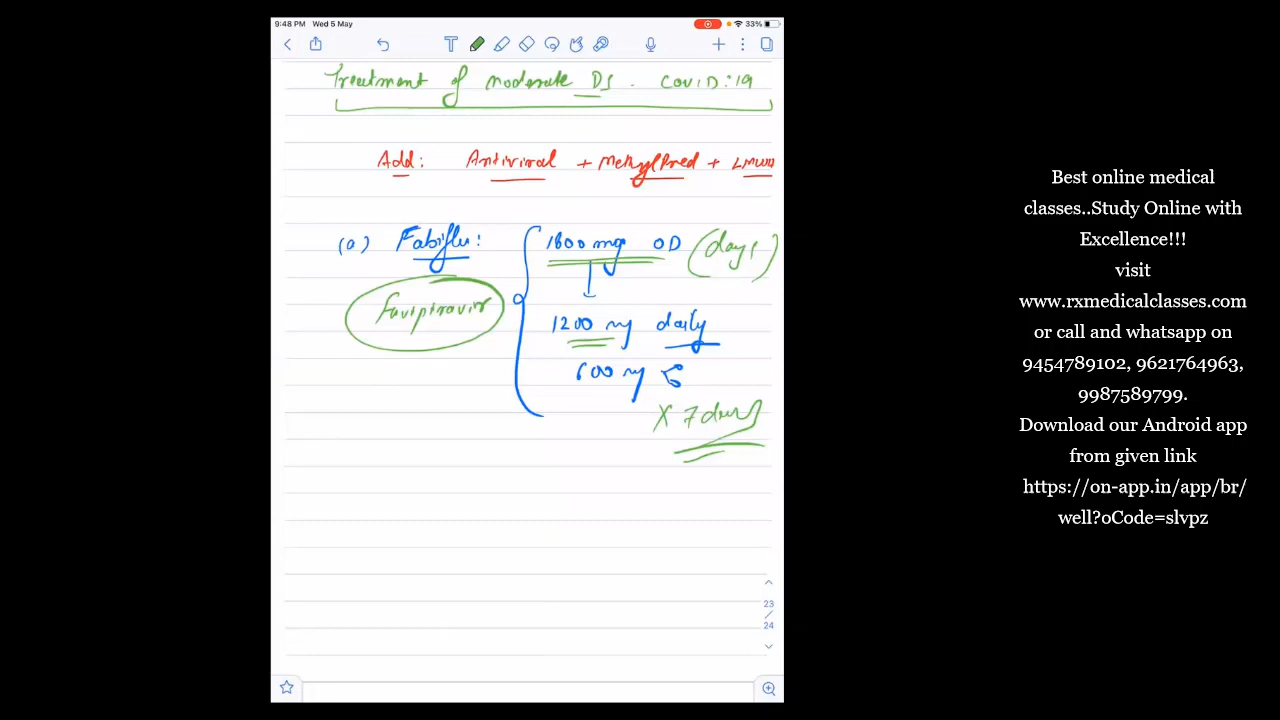 9:48 PM Wed 5 May
33%
Treatment of moderate DS. COVID:19
Add: Antiviral + MethylPred + LMWH
(a) Fabiflu: 1800 mg OD (days)
Favipiravir
1200 mg daily
600 mg
X 7 days
23
/
24
Best online medical
classes..Study Online with
Excellence!!!
visit
www.rxmedicalclasses.com
or call and whatsapp on
9454789102, 9621764963,
9987589799.
Download our Android app
from given link
https://on-app.in/app/br/
well?oCode=slvpz